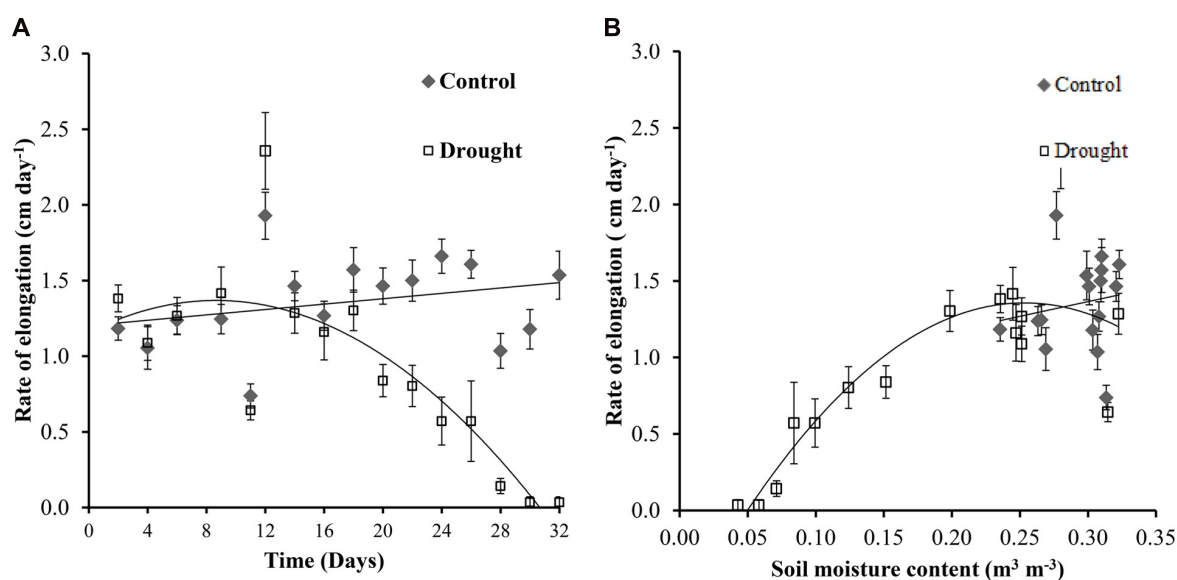 A
3.0
2.5
2.0
1.5
1.0
0.5
0.0
0 4 8 12 16 20 24 28 32
Rate of elongation (cm day⁻¹)
Time (Days)
Control
Drought
B
3.0
2.5
2.0
1.5
1.0
0.5
0.0
0.00 0.05 0.10 0.15 0.20 0.25 0.30 0.35
Rate of elongation ( cm day⁻¹)
Soil moisture content (m³ m⁻³)
Control
Drought